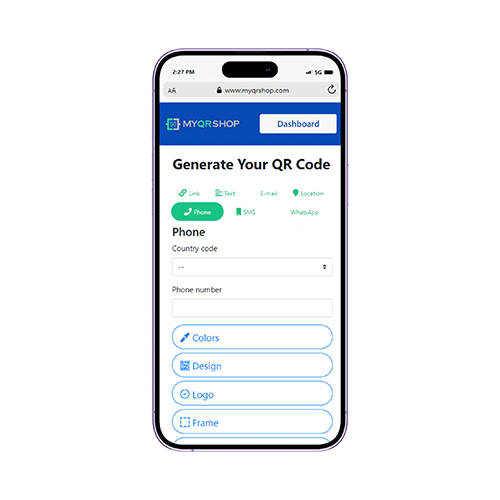 2:27 PM 5G
AA www.myqrshop.com
MYQRSHOP Dashboard
Generate Your QR Code
Link Text E-mail Location
Phone SMS WhatsApp
Phone
Country code
--
Phone number
Colors
Design
Logo
Frame